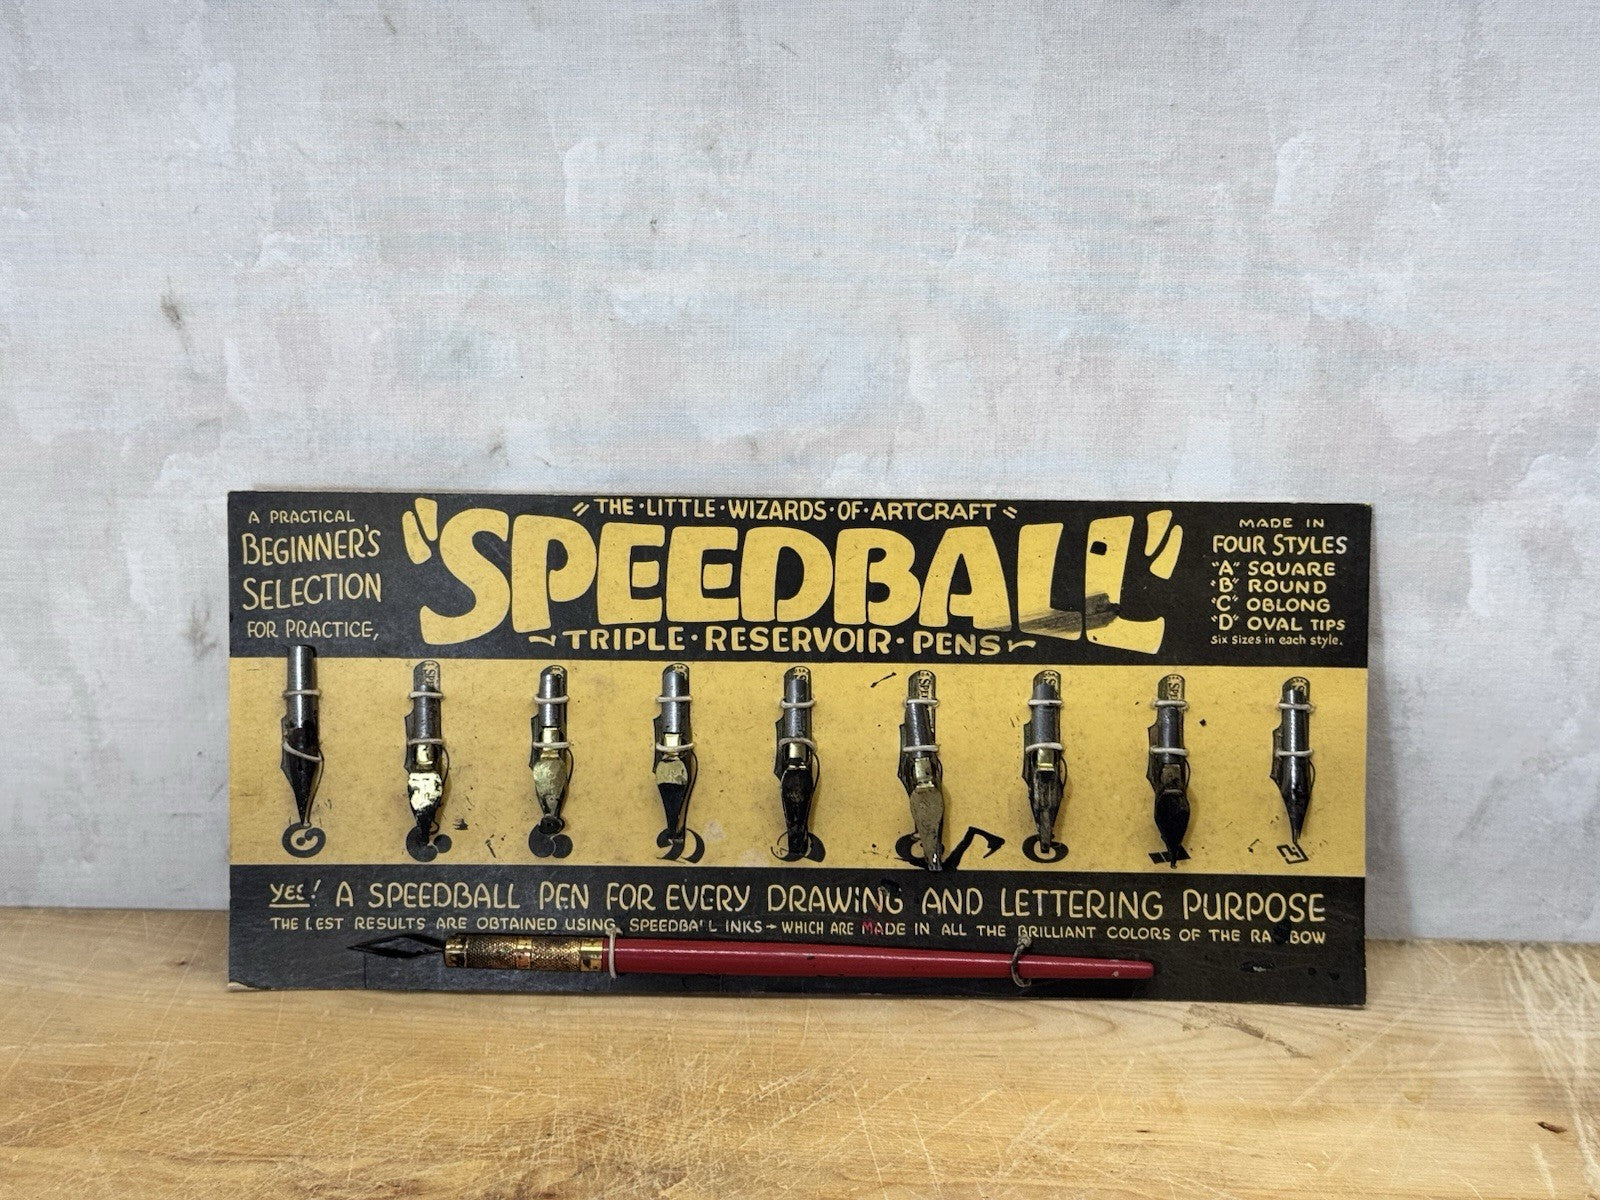 A PRACTICAL
BEGINNER'S
SELECTION
FOR PRACTICE,
"THE·LITTLE·WIZARDS·OF·ARTCRAFT"
"SPEEDBALL"
~TRIPLE·RESERVOIR·PENS~
MADE IN
FOUR STYLES
"A" SQUARE
"B" ROUND
"C" OBLONG
"D" OVAL TIPS
Six Sizes in each style.
YES! A SPEEDBALL PEN FOR EVERY DRAWING AND LETTERING PURPOSE
THE BEST RESULTS ARE OBTAINED USING SPEEDBALL INKS - WHICH ARE MADE IN ALL THE BRILLIANT COLORS OF THE RAINBOW